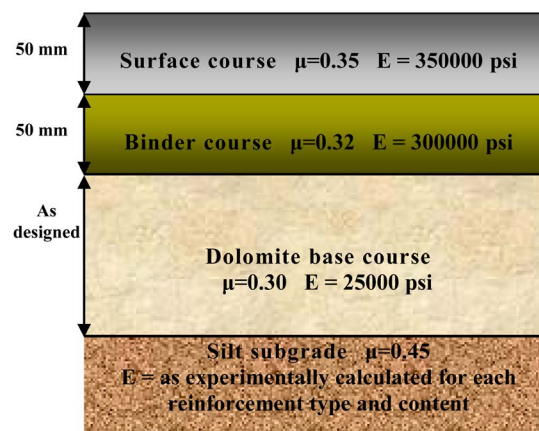 50 mm
Surface course μ=0.35 E = 350000 psi
50 mm
Binder course μ=0.32 E = 300000 psi
As
designed
Dolomite base course
μ=0.30 E = 25000 psi
Silt subgrade μ=0.45
E = as experimentally calculated for each
reinforcement type and content